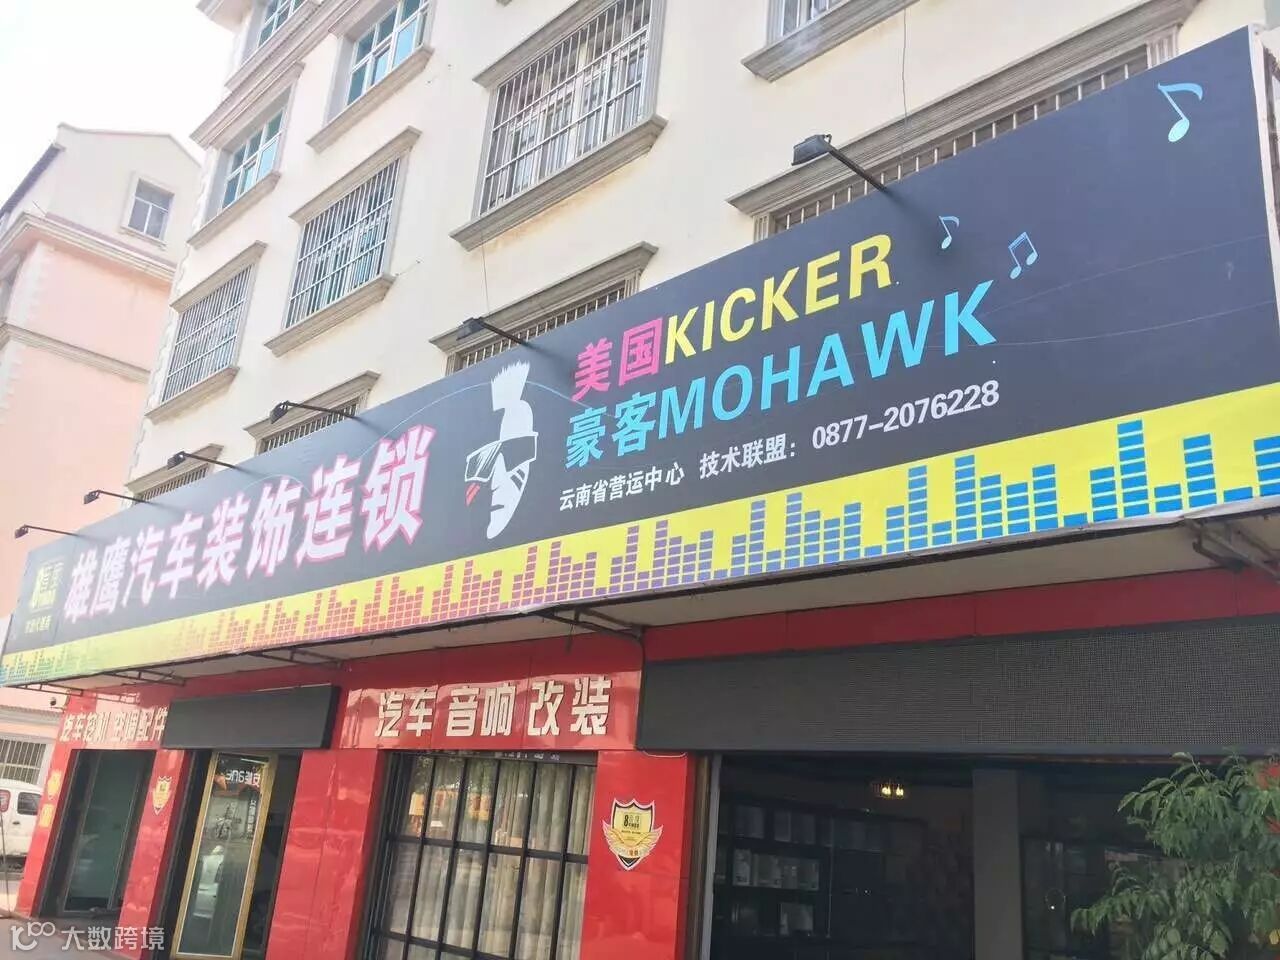 雄鹰汽车装饰连锁
美国KICKER
豪客MOHAWK
云南省营运中心 技术联盟：0877-2076228
汽车音响改装
大数跨境